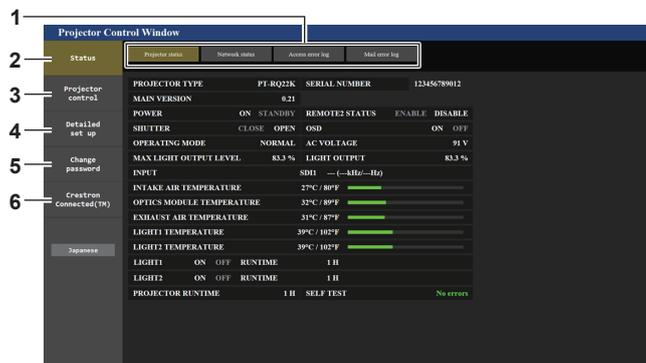 1
Projector Control Window
2
Status
Projector status Network status Access error log Mail error log
3
Projector control
4
Detailed set up
5
Change password
6
Crestron Connected(TM)
Japanese
PROJECTOR TYPE PT-RQ22K SERIAL NUMBER 123456789012
MAIN VERSION 0.21
POWER ON STANDBY REMOTE2 STATUS ENABLE DISABLE
SHUTTER CLOSE OPEN OSD ON OFF
OPERATING MODE NORMAL AC VOLTAGE 91 V
MAX LIGHT OUTPUT LEVEL 83.3 % LIGHT OUTPUT 83.3 %
INPUT SDI1 --- (---kHz/---Hz)
INTAKE AIR TEMPERATURE 27°C / 80°F
OPTICS MODULE TEMPERATURE 32°C / 89°F
EXHAUST AIR TEMPERATURE 31°C / 87°F
LIGHT1 TEMPERATURE 39°C / 102°F
LIGHT2 TEMPERATURE 39°C / 102°F
LIGHT1 ON OFF RUNTIME 1 H
LIGHT2 ON OFF RUNTIME 1 H
PROJECTOR RUNTIME 1 H SELF TEST No errors